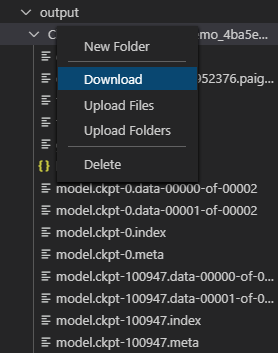 output
C
emo_4ba5e...
New Folder
Download
952376.paig...
Upload Files
Upload Folders
{}
Delete
model.ckpt-0.data-00000-of-00002
model.ckpt-0.data-00001-of-00002
model.ckpt-0.index
model.ckpt-0.meta
model.ckpt-100947.data-00000-of-0...
model.ckpt-100947.data-00001-of-0...
model.ckpt-100947.index
model.ckpt-100947.meta